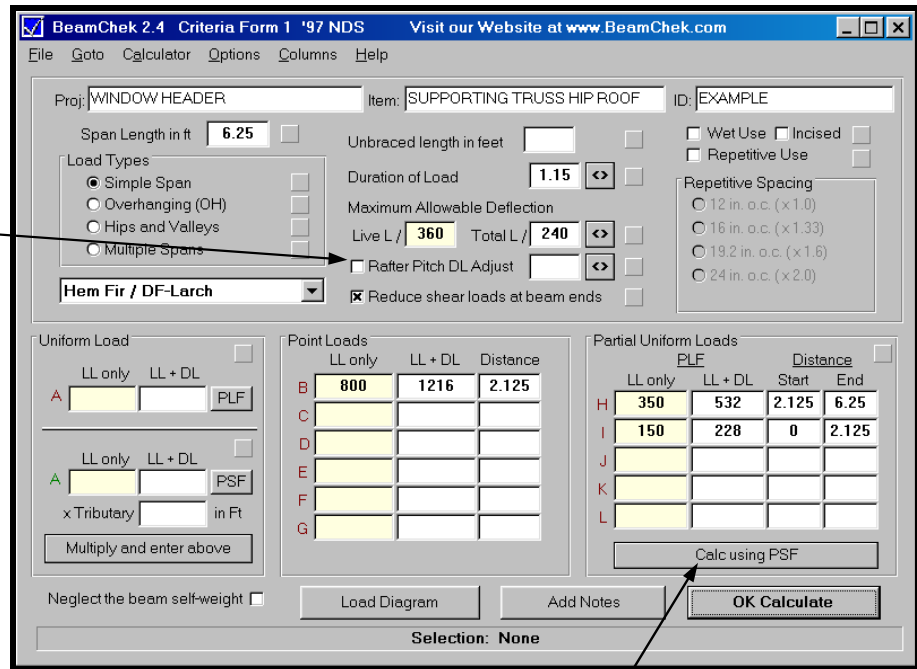 BeamChek 2.4 Criteria Form 1 '97 NDS Visit our Website at www.BeamChek.com
File Goto Calculator Options Columns Help
Proj: WINDOW HEADER Item: SUPPORTING TRUSS HIP ROOF ID: EXAMPLE
Span Length in ft 6.25
Load Types
Simple Span
Overhanging (OH)
Hips and Valleys
Multiple Spans
Hem Fir / DF-Larch
Unbraced length in feet
Duration of Load 1.15 <>
Maximum Allowable Deflection
Live L / 360 Total L / 240 <>
Rafter Pitch DL Adjust <>
Reduce shear loads at beam ends
Wet Use Incised
Repetitive Use
Repetitive Spacing
12 in. o.c. (x 1.0)
16 in. o.c. (x 1.33)
19.2 in. o.c. (x 1.6)
24 in. o.c. (x 2.0)
Uniform Load
LL only LL + DL
A PLF
LL only LL + DL
A PSF
x Tributary in Ft
Multiply and enter above
Point Loads
LL only LL + DL Distance
B 800 1216 2.125
C
D
E
F
G
Partial Uniform Loads
PLF Distance
LL only LL + DL Start End
H 350 532 2.125 6.25
I 150 228 0 2.125
J
K
L
Calc using PSF
Neglect the beam self-weight Load Diagram Add Notes OK Calculate
Selection: None